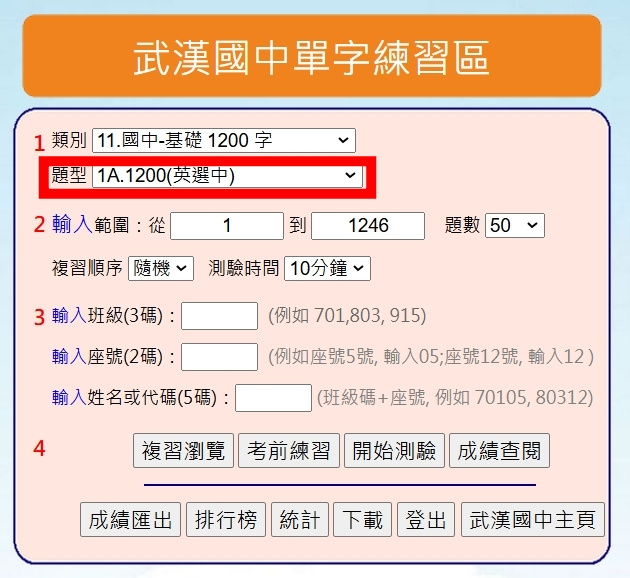 武漢國中單字練習區
1 類別 11.國中-基礎 1200 字
題型 1A.1200(英選中)
2 輸入範圍：從 1 到 1246 題數 50
複習順序 隨機 測驗時間 10分鐘
3 輸入班級(3碼)： (例如 701,803, 915)
輸入座號(2碼)： (例如座號5號, 輸入05;座號12號, 輸入12 )
輸入姓名或代碼(5碼)： (班級碼+座號, 例如 70105, 80312)
4 複習瀏覽 考前練習 開始測驗 成績查閱
成績匯出 排行榜 統計 下載 登出 武漢國中主頁